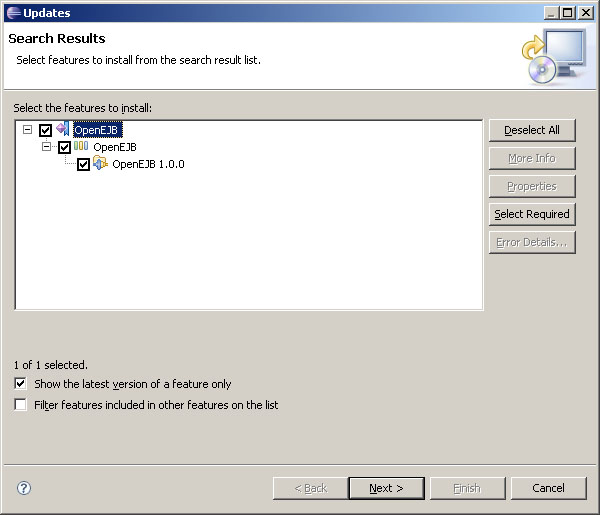 Updates
Search Results
Select features to install from the search result list.
Select the features to install:
OpenEJB
OpenEJB
OpenEJB 1.0.0
Deselect All
More Info
Properties
Select Required
Error Details...
1 of 1 selected.
Show the latest version of a feature only
Filter features included in other features on the list
? < Back Next > Finish Cancel